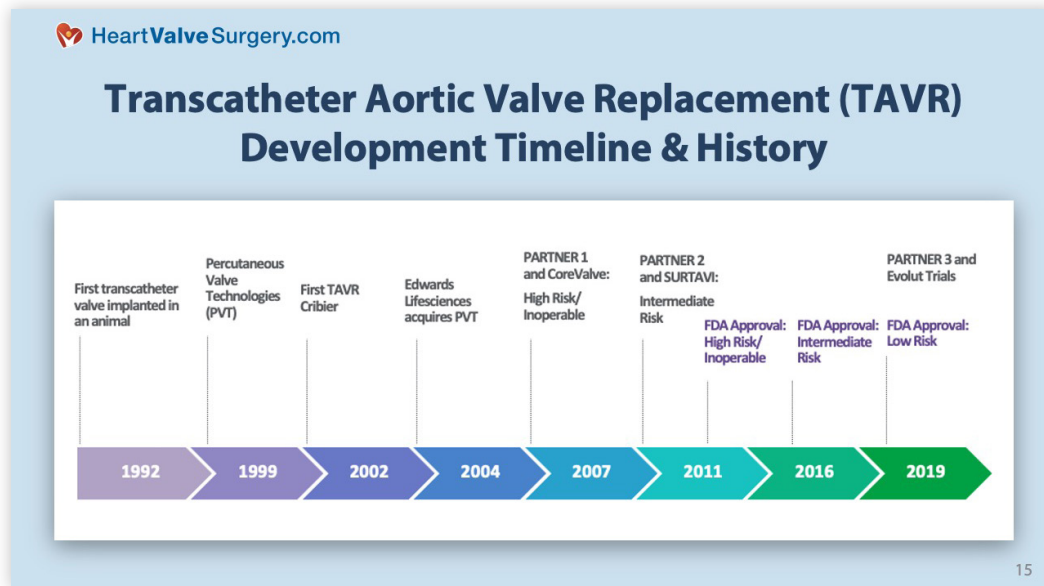 HeartValveSurgery.com
Transcatheter Aortic Valve Replacement (TAVR)
Development Timeline & History
First transcatheter
valve implanted in
an animal
Percutaneous
Valve
Technologies
(PVT)
First TAVR
Cribier
Edwards
Lifesciences
acquires PVT
PARTNER 1
and CoreValve:
High Risk/
Inoperable
PARTNER 2
and SURTAVI:
Intermediate
Risk
FDA Approval:
High Risk/
Inoperable
FDA Approval:
Intermediate
Risk
PARTNER 3 and
Evolut Trials
FDA Approval:
Low Risk
1992
1999
2002
2004
2007
2011
2016
2019
15